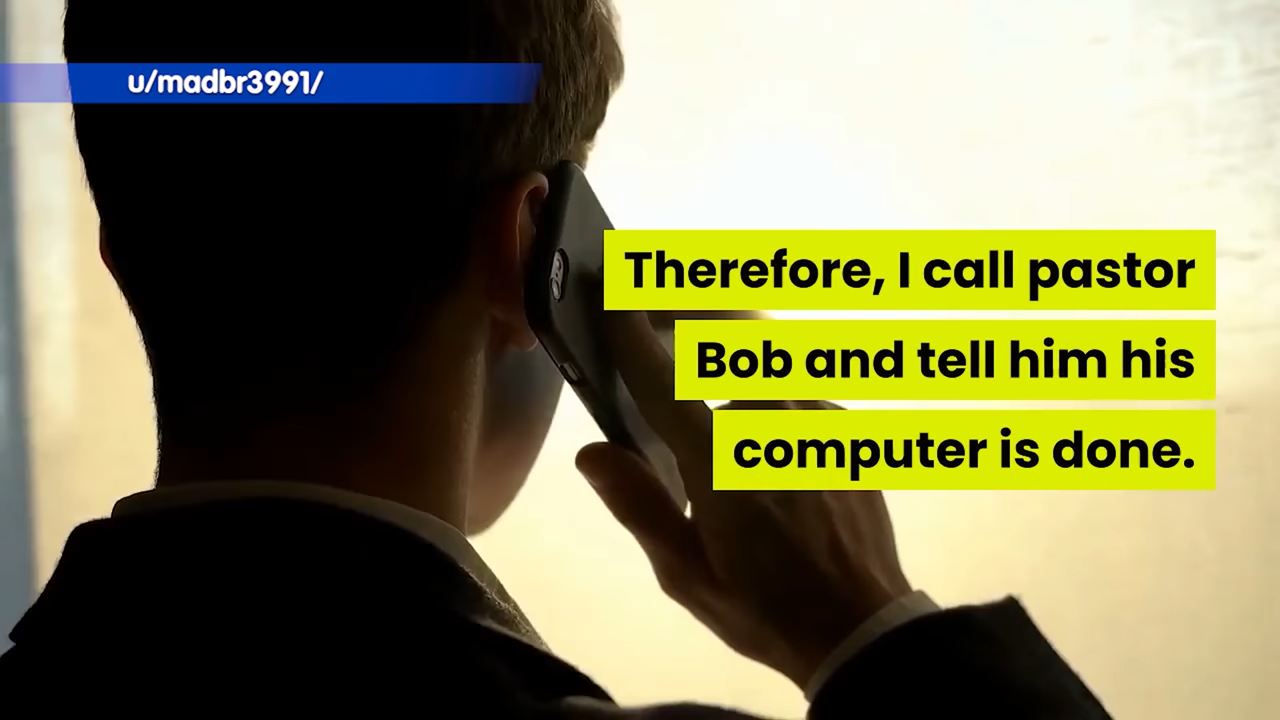 u/madbr3991/
Therefore, I call pastor
Bob and tell him his
computer is done.